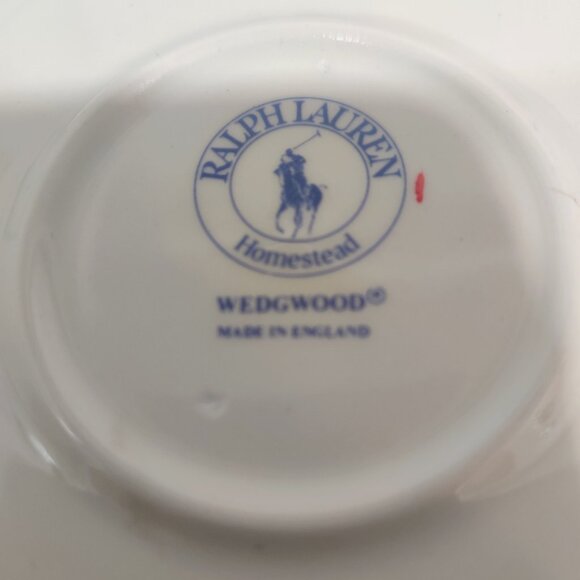 RALPH LAUREN
Homestead
WEDGWOOD®
MADE IN ENGLAND